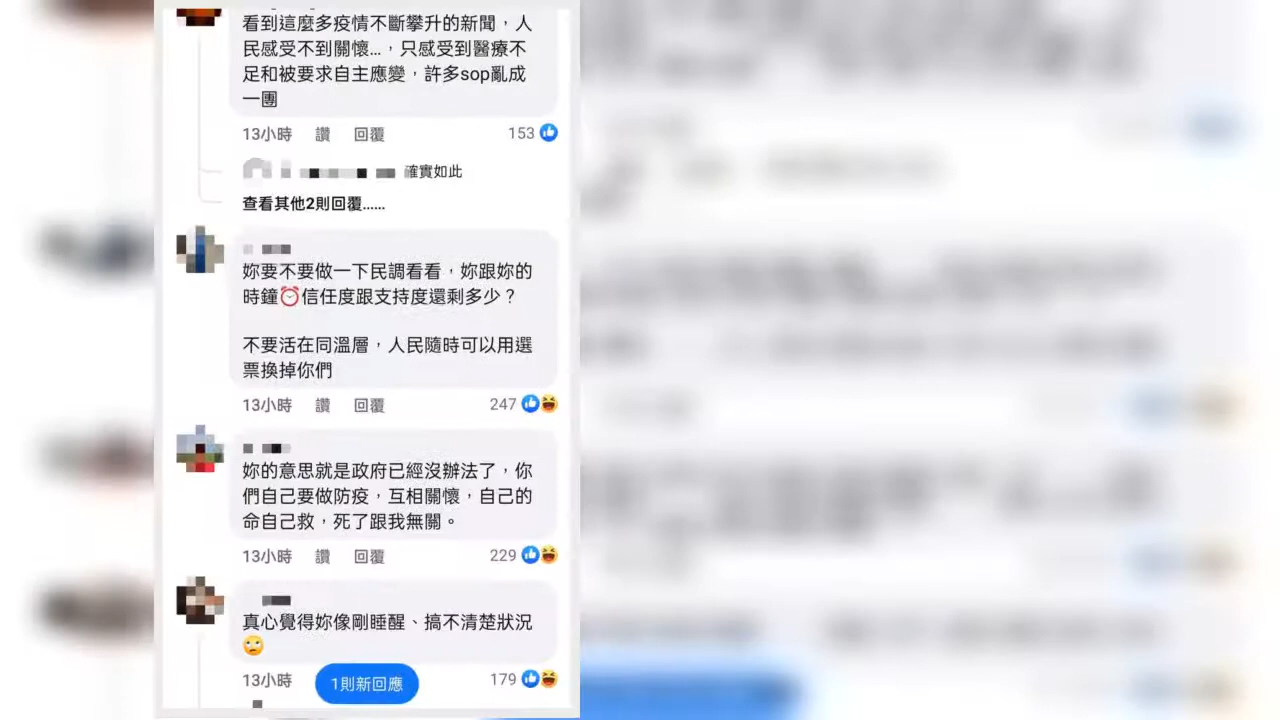 看到這麼多疫情不斷攀升的新聞，人
民感受不到關懷...，只感受到醫療不
足和被要求自主應變，許多sop亂成
一團
13小時 讚 回覆 153
確實如此
查看其他2則回覆......
妳要不要做一下民調看看，妳跟妳的
時鐘⏰信任度跟支持度還剩多少？
不要活在同溫層，人民隨時可以用選
票換掉你們
13小時 讚 回覆 247
妳的意思就是政府已經沒辦法了，你
們自己要做防疫，互相關懷，自己的
命自己救，死了跟我無關。
13小時 讚 回覆 229
真心覺得妳像剛睡醒、搞不清楚狀況
🙄
13小時 1則新回應 179